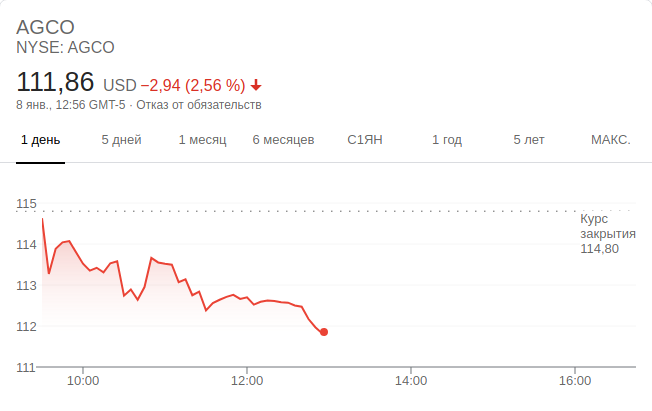 AGCO
NYSE: AGCO
111,86 USD −2,94 (2,56 %)
8 янв., 12:56 GMT-5 · Отказ от обязательств
1 день 5 дней 1 месяц 6 месяцев С1ЯН 1 год 5 лет МАКС.
115
Курс
закрытия
114,80
114
113
112
111
10:00 12:00 14:00 16:00